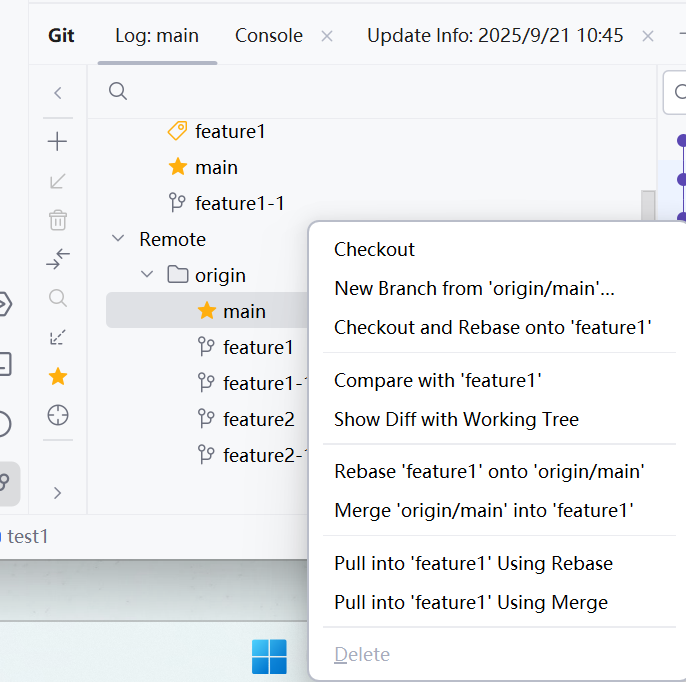 Git Log: main Console Update Info: 2025/9/21 10:45
feature1
main
feature1-1
Remote
origin
main
feature1
feature1-1
feature2
feature2-1
test1
Checkout
New Branch from 'origin/main'...
Checkout and Rebase onto 'feature1'
Compare with 'feature1'
Show Diff with Working Tree
Rebase 'feature1' onto 'origin/main'
Merge 'origin/main' into 'feature1'
Pull into 'feature1' Using Rebase
Pull into 'feature1' Using Merge
Delete